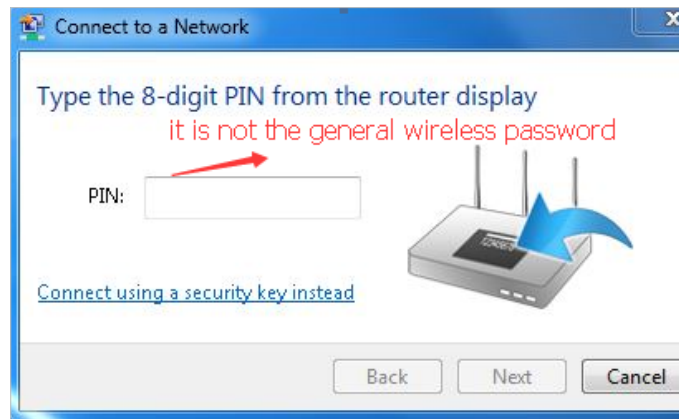 Connect to a Network
Type the 8-digit PIN from the router display
it is not the general wireless password
PIN:
Connect using a security key instead
Back Next Cancel